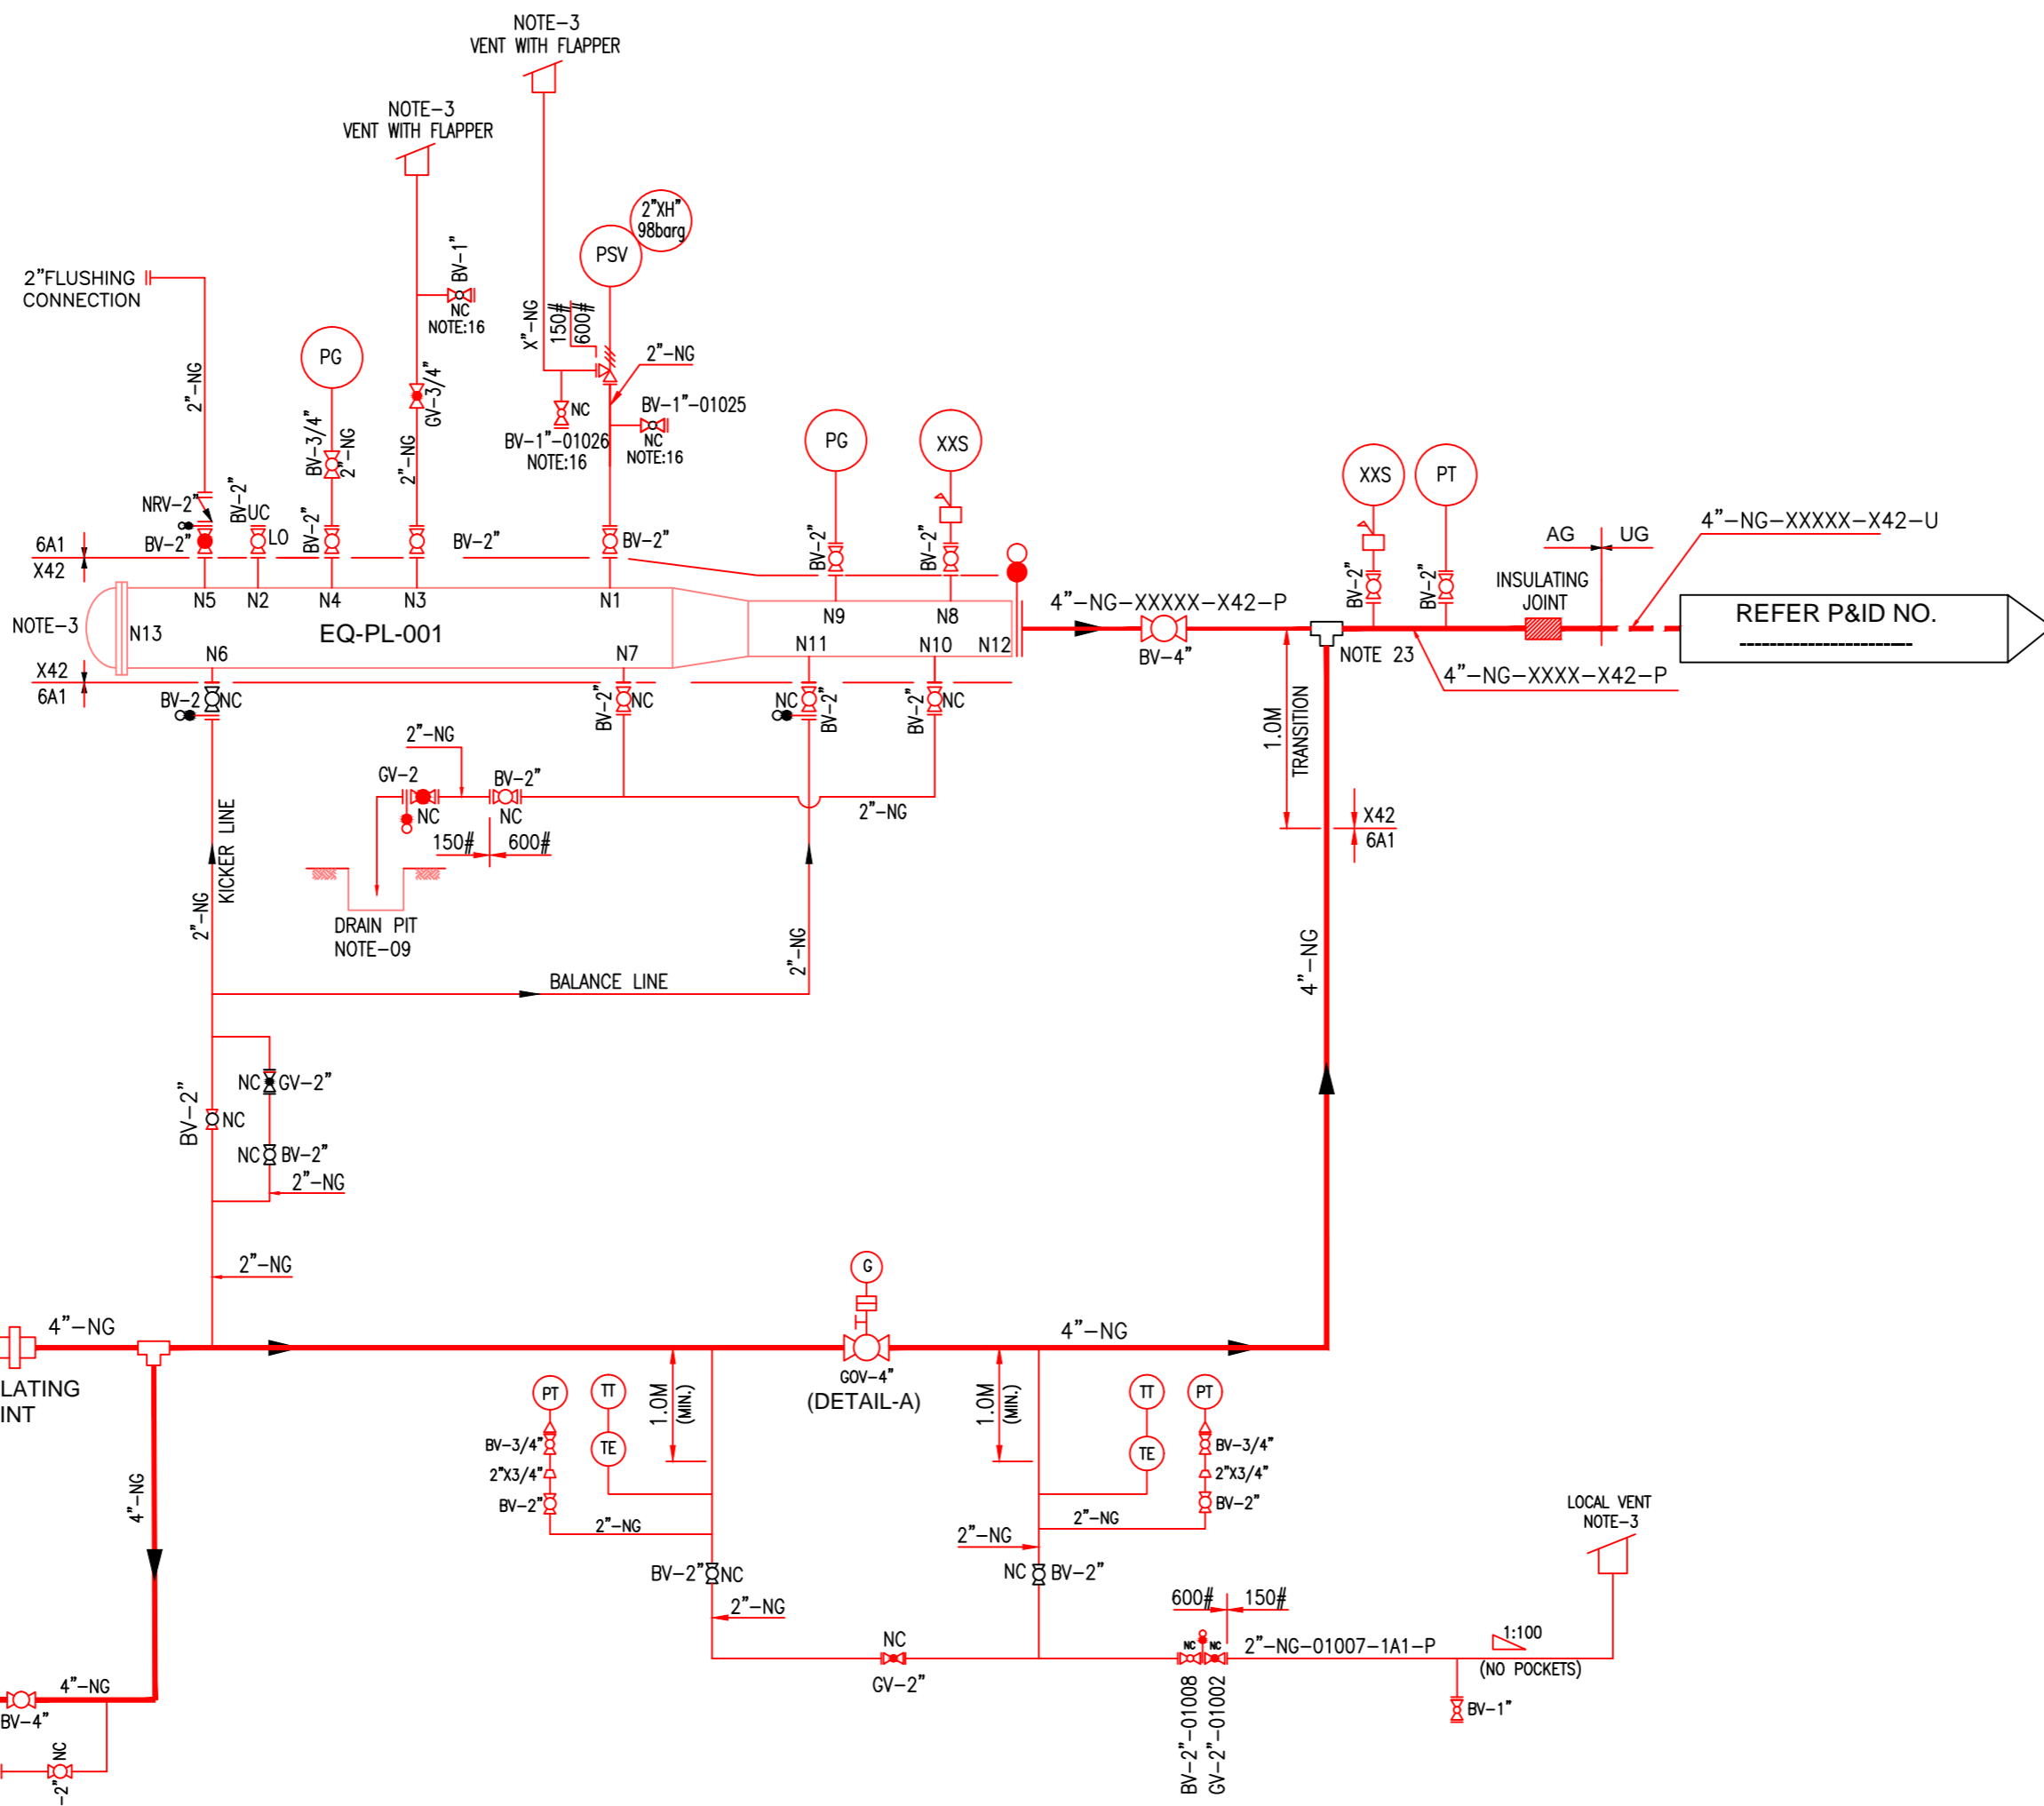 NOTE-3
VENT WITH FLAPPER
NOTE-3
VENT WITH FLAPPER
2"XH"
98barg
PSV
2"FLUSHING
CONNECTION
BV-1"
NC
NOTE:16
X"-NG
150#
600#
2"-NG
PG
2"-NG
GV-3/4"
BV-3/4"
2"-NG
2"-NG
NC
BV-1"-01026
NOTE:16
BV-1"-01025
NC
NOTE:16
PG
XXS
XXS
PT
NRV-2"
BV-2"
UC
LO
BV-2"
BV-2"
BV-2"
BV-2"
BV-2"
BV-2"
BV-2"
BV-2"
6A1
X42
AG
UG
4"-NG-XXXXX-X42-U
INSULATING
JOINT
N5
N2
N4
N3
N1
N9
N8
4"-NG-XXXXX-X42-P
REFER P&ID NO.
NOTE-3
N13
EQ-PL-001
N6
N7
N11
N10
N12
BV-4"
NOTE 23
4"-NG-XXXX-X42-P
X42
6A1
BV-2
NC
BV-2"
NC
NC
BV-2"
BV-2"
NC
1.0M
TRANSITION
2"-NG
GV-2
BV-2"
NC
NC
2"-NG
150#
600#
X42
6A1
KICKER LINE
2"-NG
DRAIN PIT
NOTE-09
2"-NG
4"-NG
BALANCE LINE
NC
GV-2"
BV-2"
NC
NC
BV-2"
2"-NG
2"-NG
G
4"-NG
4"-NG
LATING
INT
GOV-4"
(DETAIL-A)
PT
TT
1.0M
(MIN.)
1.0M
(MIN.)
TT
PT
BV-3/4"
TE
TE
BV-3/4"
2"X3/4"
2"X3/4"
BV-2"
BV-2"
4"-NG
2"-NG
2"-NG
2"-NG
LOCAL VENT
NOTE-3
BV-2"
NC
NC
BV-2"
2"-NG
600#
150#
NC
NC
NC
2"-NG-01007-1A1-P
1:100
(NO POCKETS)
GV-2"
4"-NG
BV-4"
BV-2"-01008
GV-2"-01002
BV-1"
NC
-2"